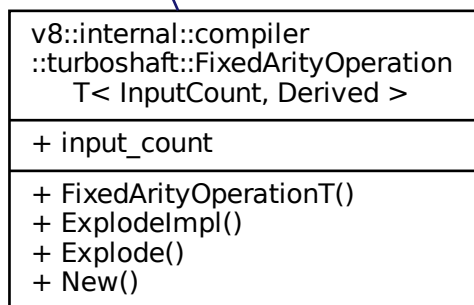 v8::internal::compiler
::turboshaft::FixedArityOperation
T< InputCount, Derived >
+ input_count
+ FixedArityOperationT()
+ ExplodeImpl()
+ Explode()
+ New()